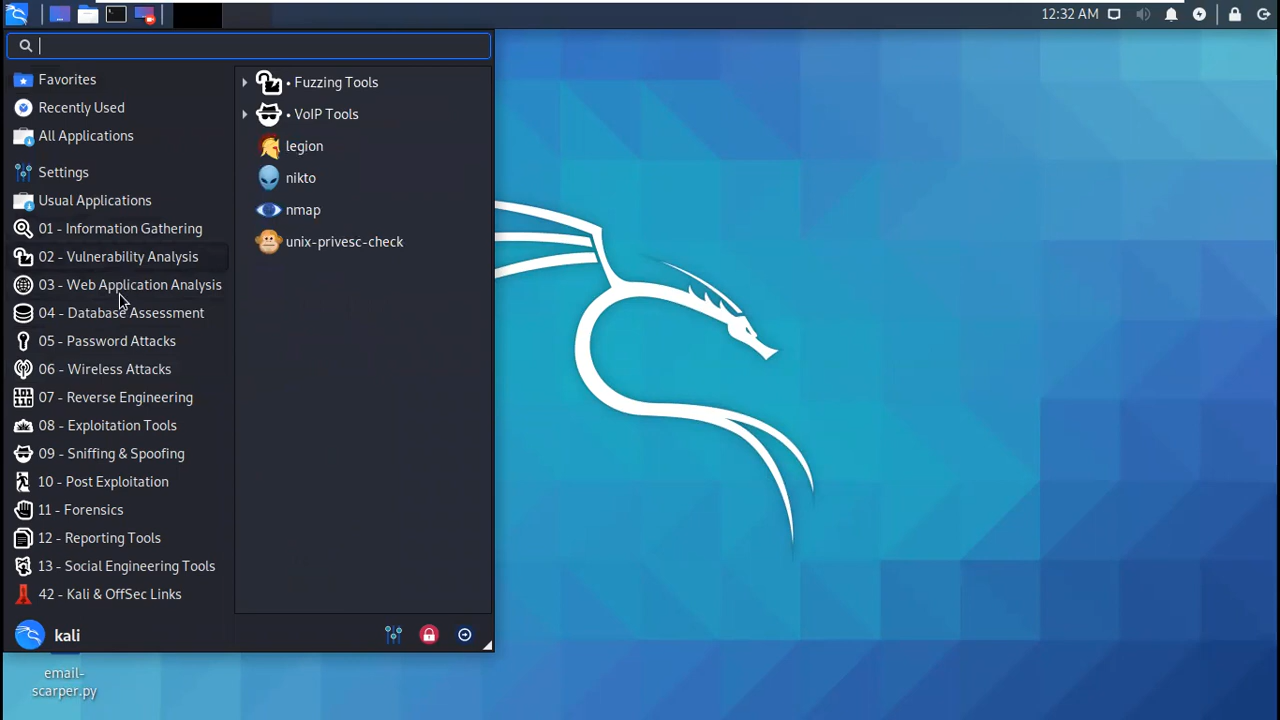 12:32 AM
Favorites
Recently Used
All Applications
Settings
Usual Applications
01 - Information Gathering
02 - Vulnerability Analysis
03 - Web Application Analysis
04 - Database Assessment
05 - Password Attacks
06 - Wireless Attacks
07 - Reverse Engineering
08 - Exploitation Tools
09 - Sniffing & Spoofing
10 - Post Exploitation
11 - Forensics
12 - Reporting Tools
13 - Social Engineering Tools
42 - Kali & OffSec Links
• Fuzzing Tools
• VoIP Tools
legion
nikto
nmap
unix-privesc-check
kali
email-
scarper.py